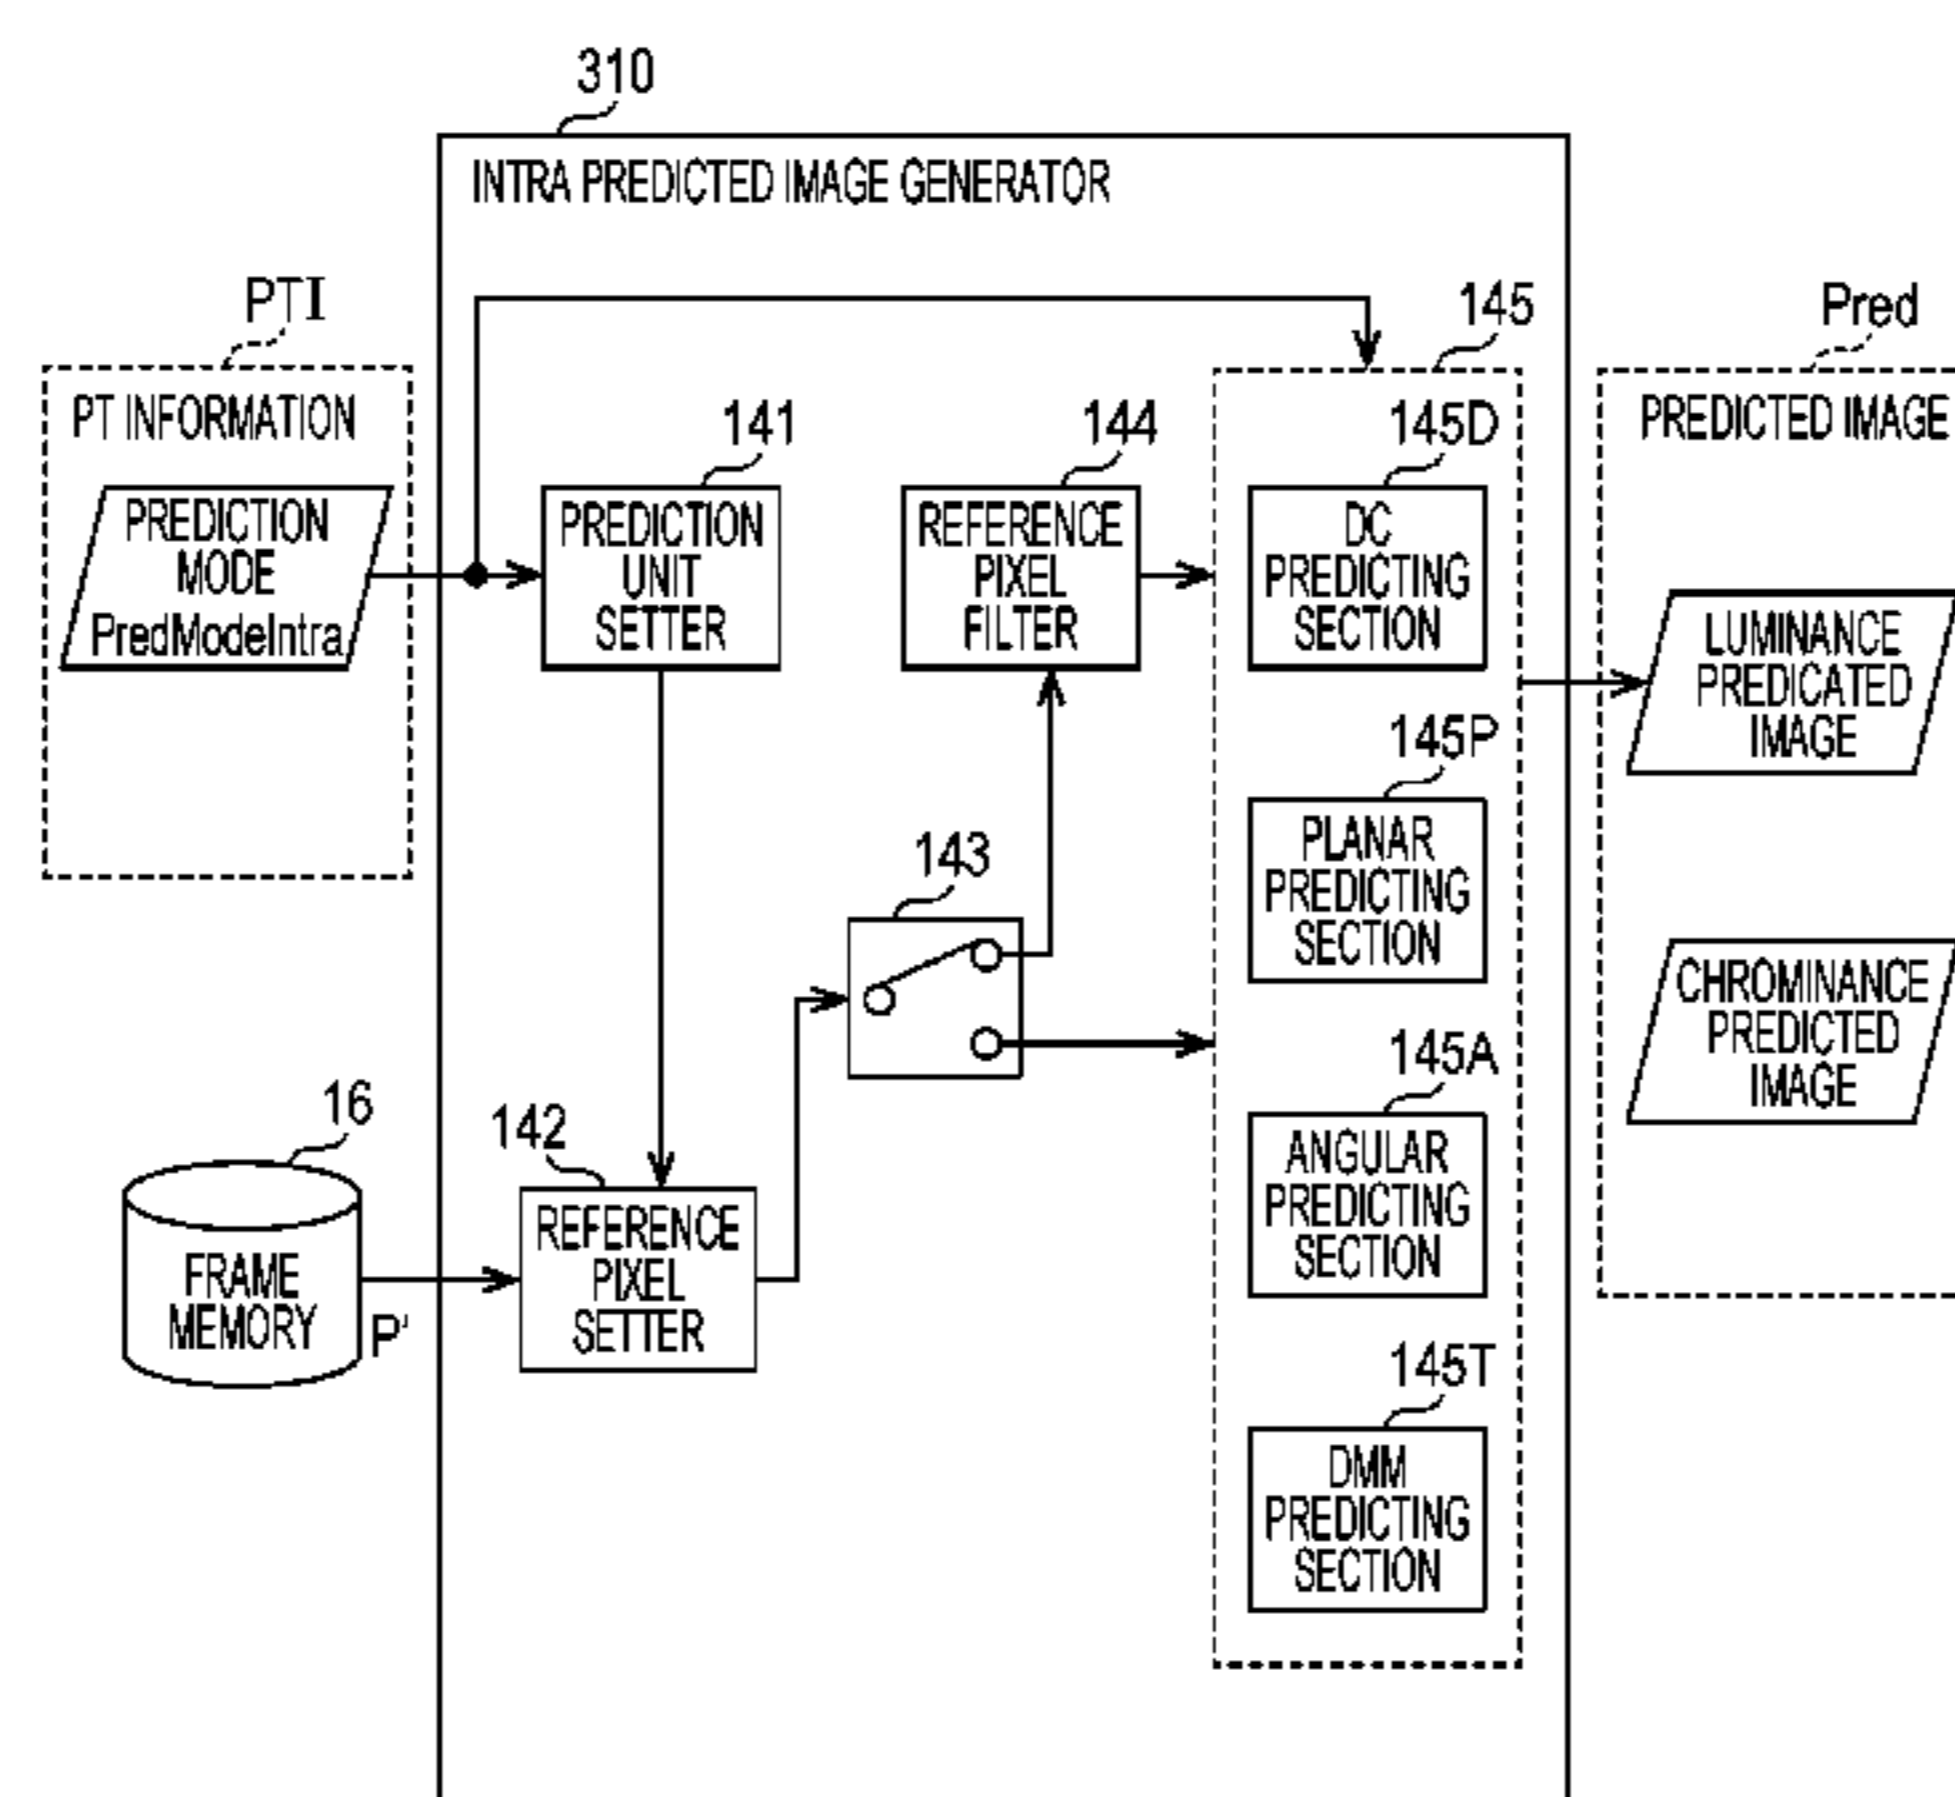 310
INTRA PREDICTED IMAGE GENERATOR
PTI
PT INFORMATION
PREDICTION
MODE
PredModeIntra
141
PREDICTION
UNIT
SETTER
144
REFERENCE
PIXEL
FILTER
145
145D
DC
PREDICTING
SECTION
Pred
PREDICTED IMAGE
LUMINANCE
PREDICATED
IMAGE
145P
PLANAR
PREDICTING
SECTION
143
CHROMINANCE
PREDICTED
IMAGE
145A
ANGULAR
PREDICTING
SECTION
16
FRAME
MEMORY
P'
142
REFERENCE
PIXEL
SETTER
145T
DMM
PREDICTING
SECTION